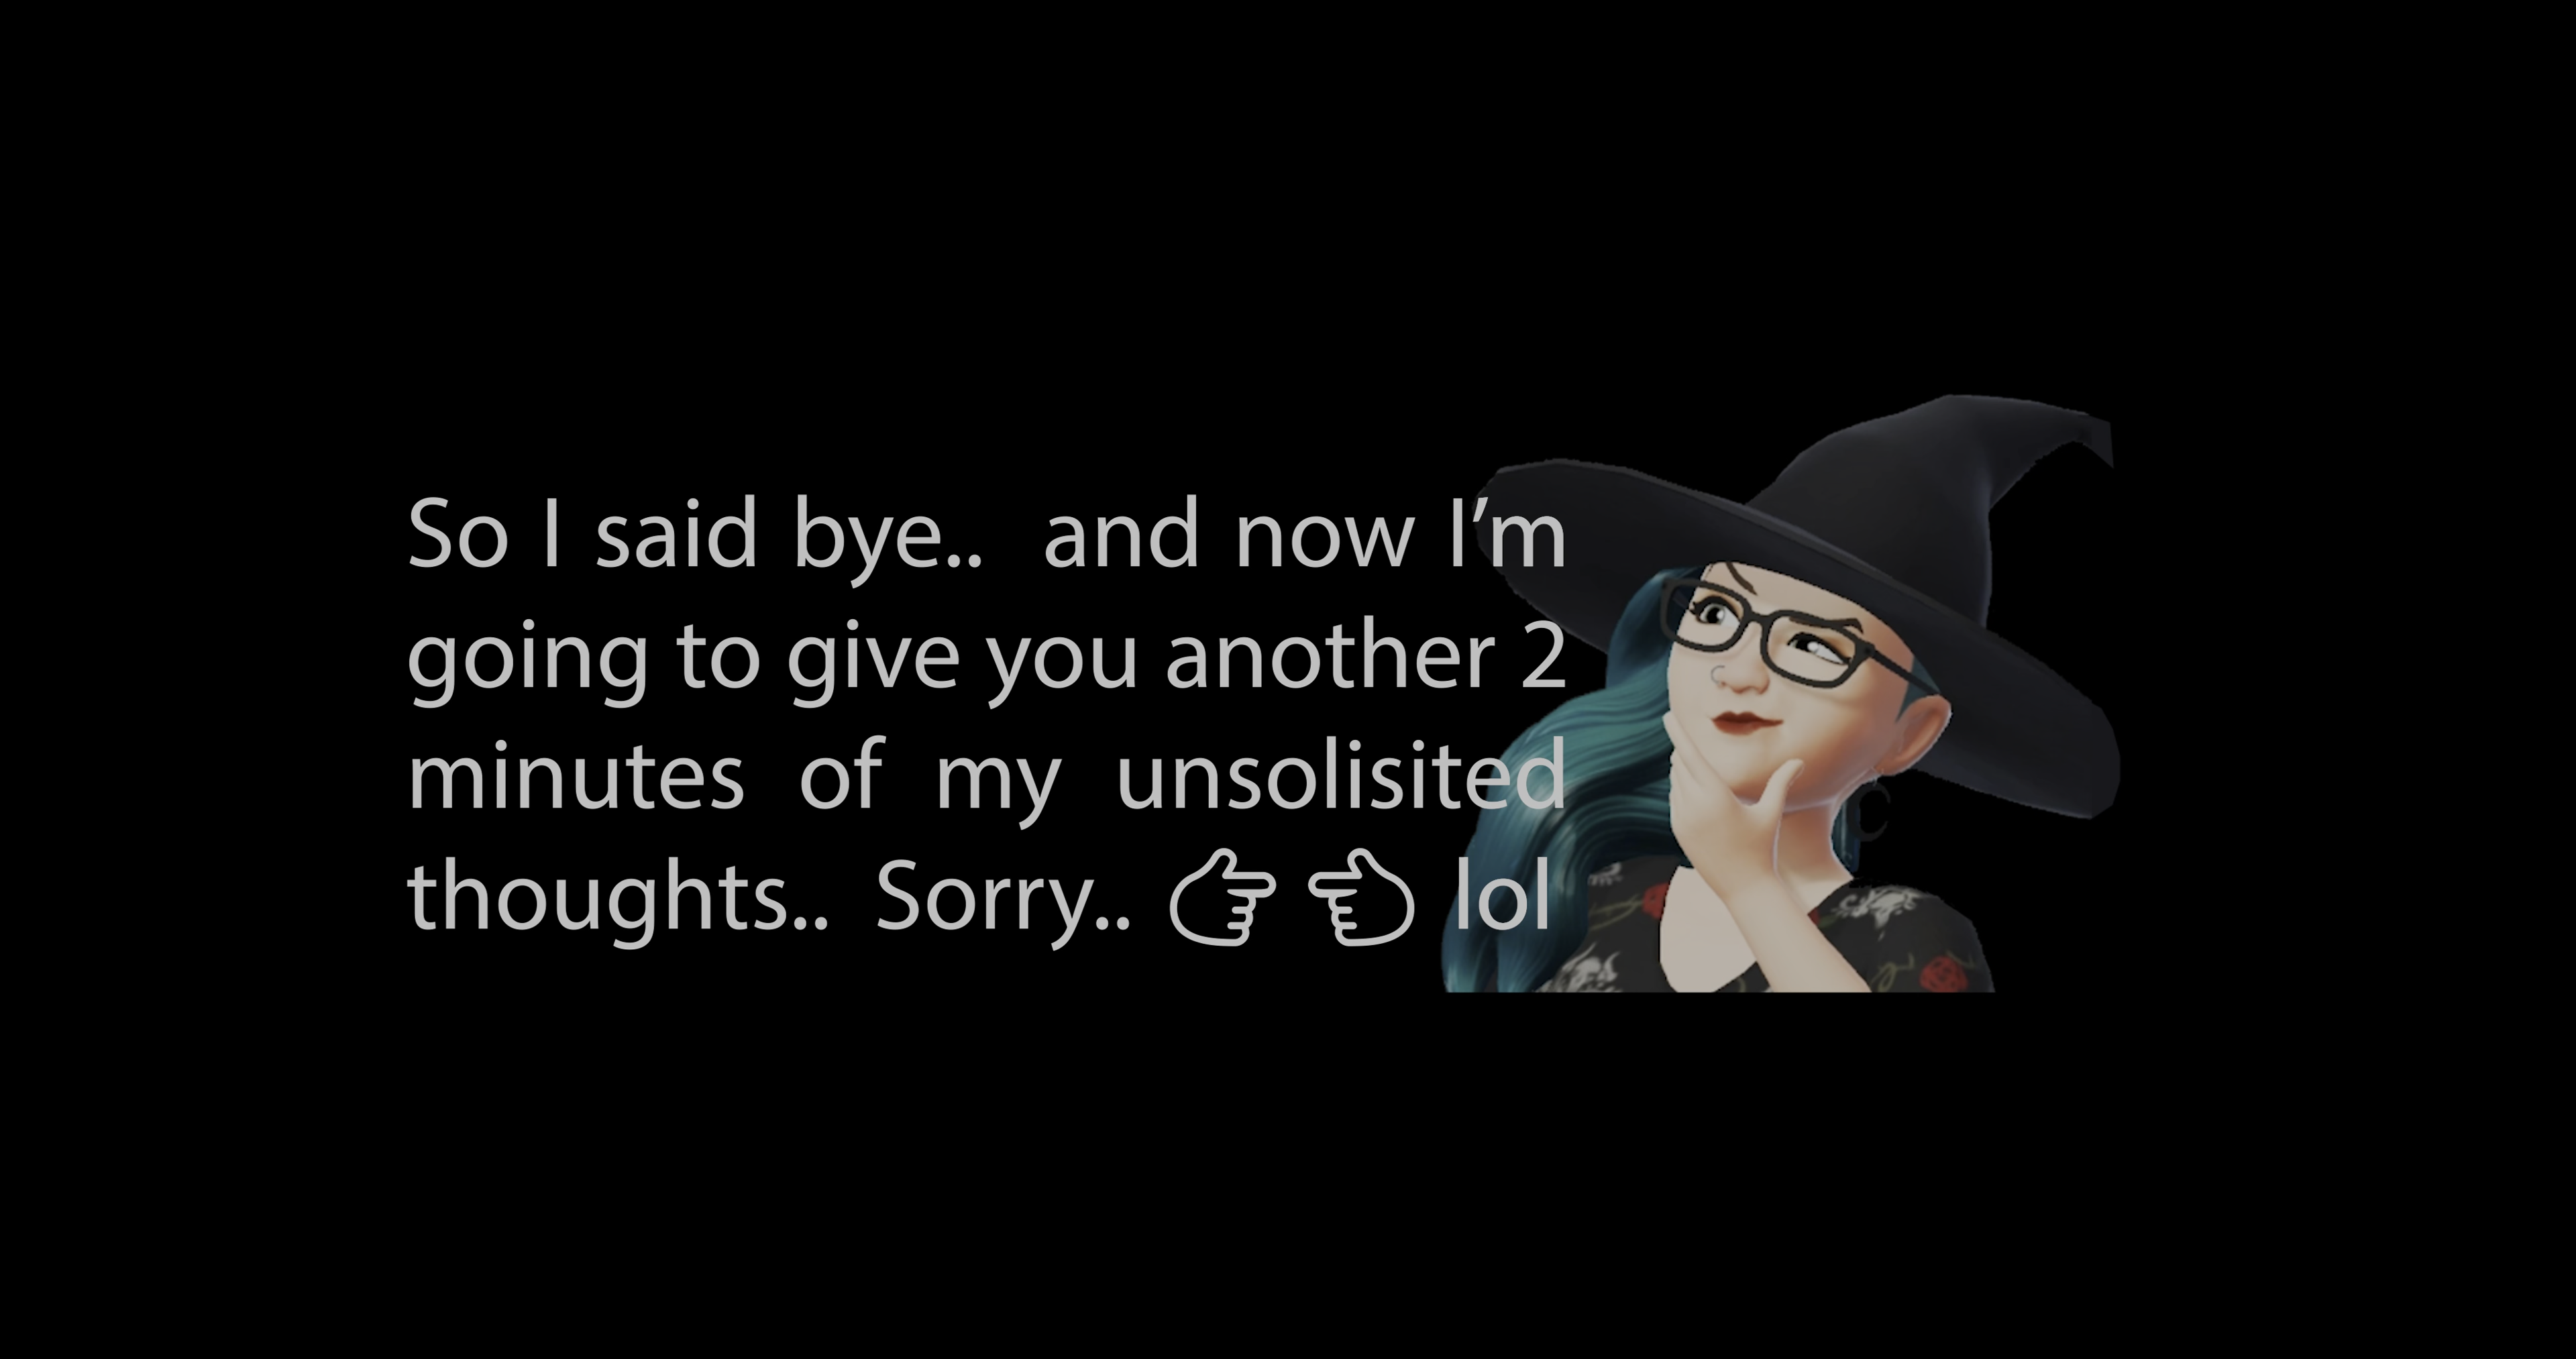 So I said bye.. and now I’m
going to give you another 2
minutes of my unsolisited
thoughts.. Sorry.. 👉 👈 lol